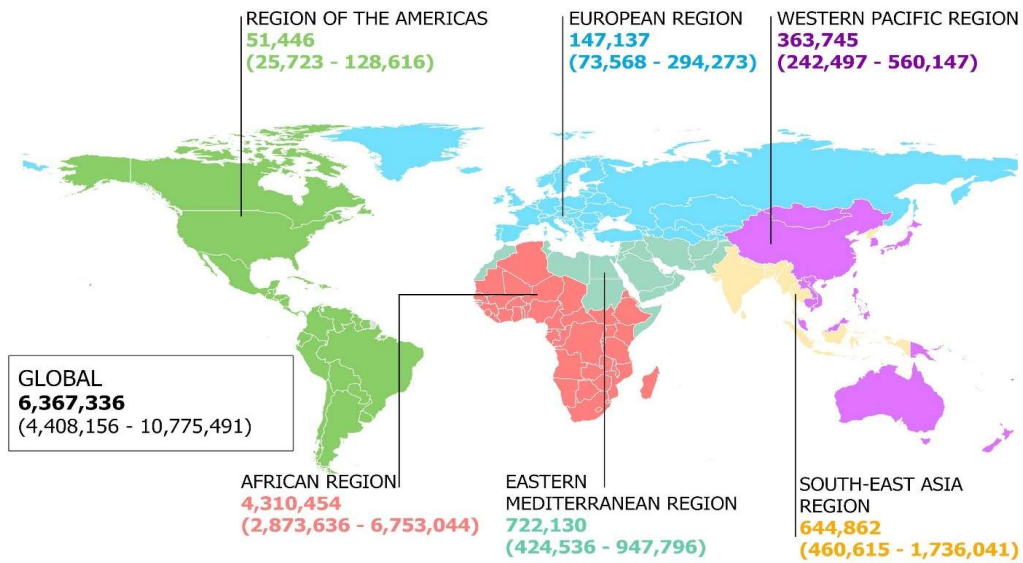 REGION OF THE AMERICAS
51,446
(25,723 - 128,616)
EUROPEAN REGION
147,137
(73,568 - 294,273)
WESTERN PACIFIC REGION
363,745
(242,497 - 560,147)
GLOBAL
6,367,336
(4,408,156 - 10,775,491)
AFRICAN REGION
4,310,454
(2,873,636 - 6,753,044)
EASTERN
MEDITERRANEAN REGION
722,130
(424,536 - 947,796)
SOUTH-EAST ASIA
REGION
644,862
(460,615 - 1,736,041)